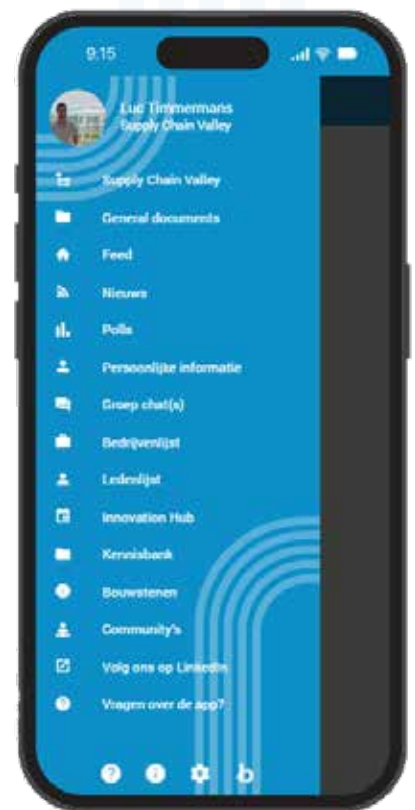 9:15
Luc Timmermans
Supply Chain Valley
Supply Chain Valley
General documents
Feed
Nieuws
Polls
Persoonlijke informatie
Groep chat(s)
Bedrijvenlijst
Ledenlijst
Innovation Hub
Kennisbank
Bouwstenen
Community's
Volg ons op LinkedIn
Vragen over de app?